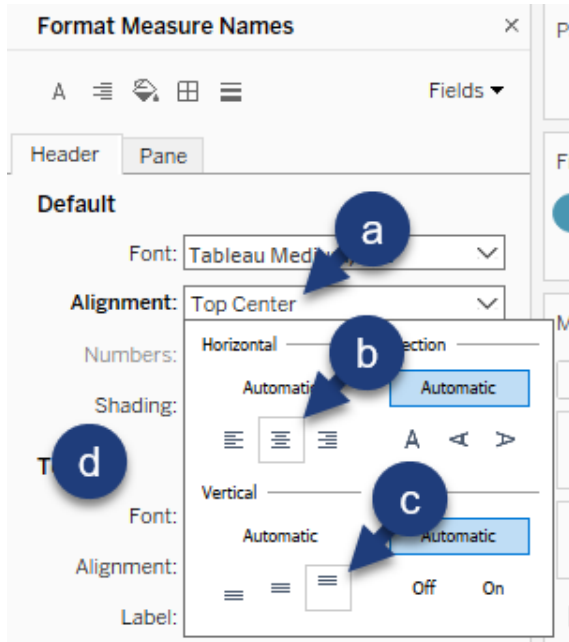 Format Measure Names ×
P
A Fields
Header Pane
F
Default
a
Font: Tableau
Alignment: Top Center
M
Horizontal
b
Numbers:
Automatic Automatic
Shading:
A A A
d
Vertical
c
Font:
Automatic Automatic
Alignment:
Off On
Label: